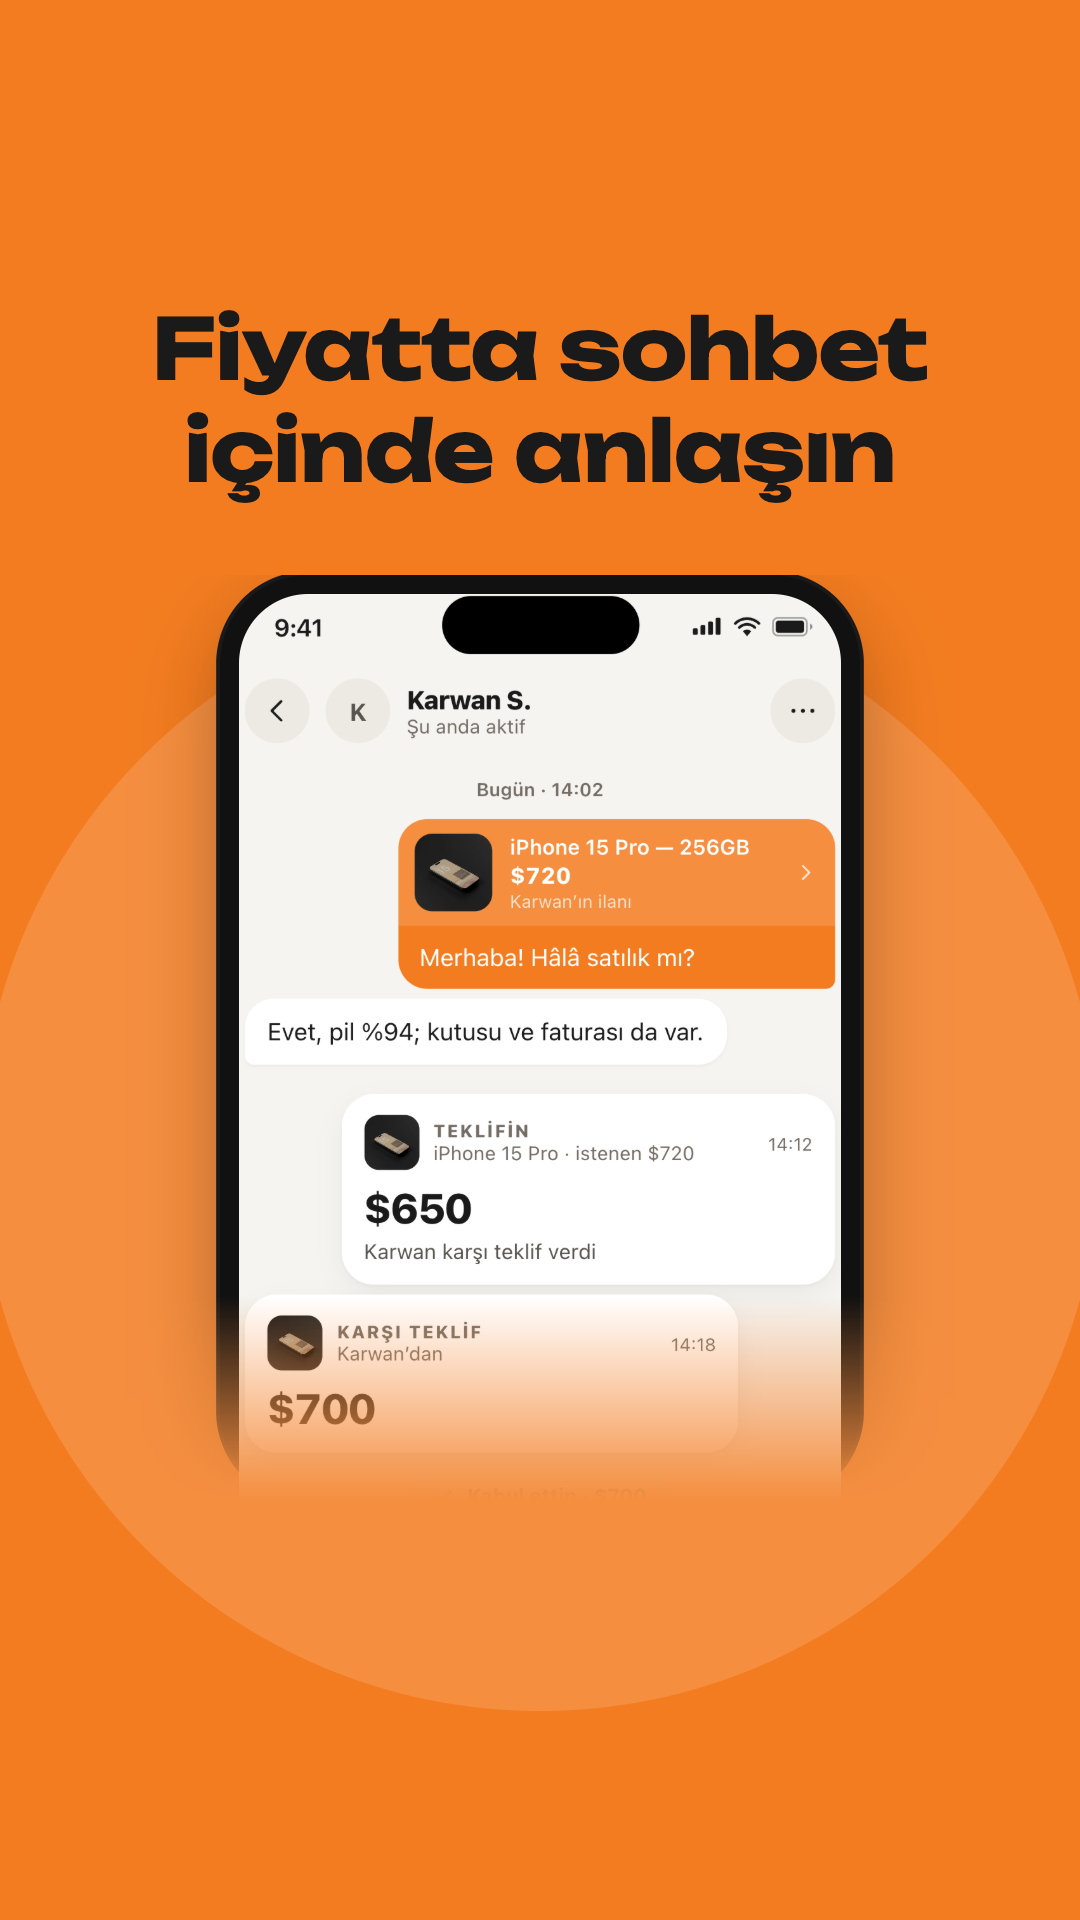 Fiyatta sohbet
içinde anlaşın
9:41
K
Karwan S.
Şu anda aktif
Bugün · 14:02
iPhone 15 Pro — 256GB
$720
Karwan'ın ilanı
Merhaba! Hâlâ satılık mı?
Evet, pil %94; kutusu ve faturası da var.
TEKLİFİN
iPhone 15 Pro · istenen $720
14:12
$650
Karwan karşı teklif verdi
KARŞI TEKLİF
Karwan'dan
14:18
$700